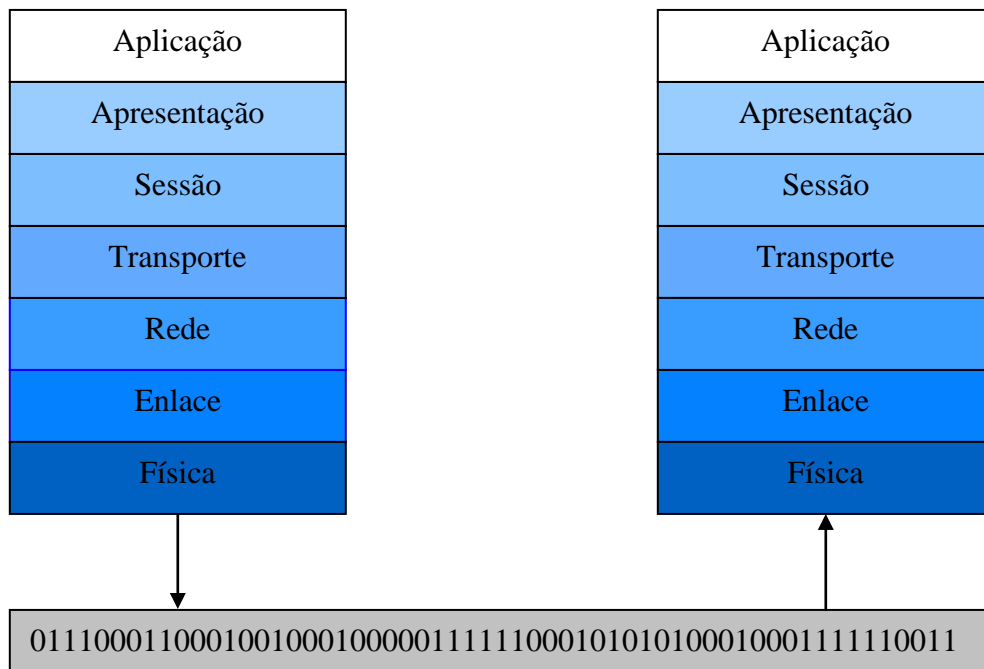 Aplicação
Apresentação
Sessão
Transporte
Rede
Enlace
Física
Aplicação
Apresentação
Sessão
Transporte
Rede
Enlace
Física
0111000110001001000100000111111000101010100010001111110011